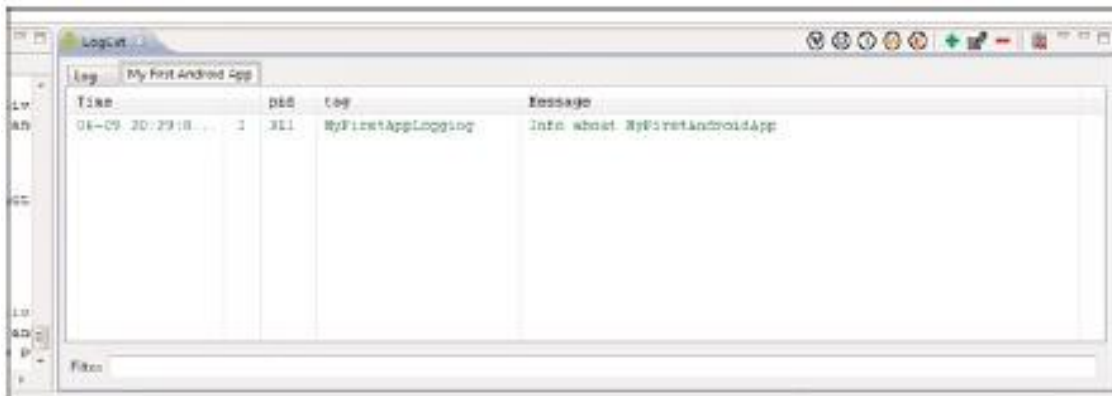 LogCat
Log
My First Android App
Time pid tag Message
I 311 MyFirstAppLogging Info about MyFirstAndroidApp
Filter: